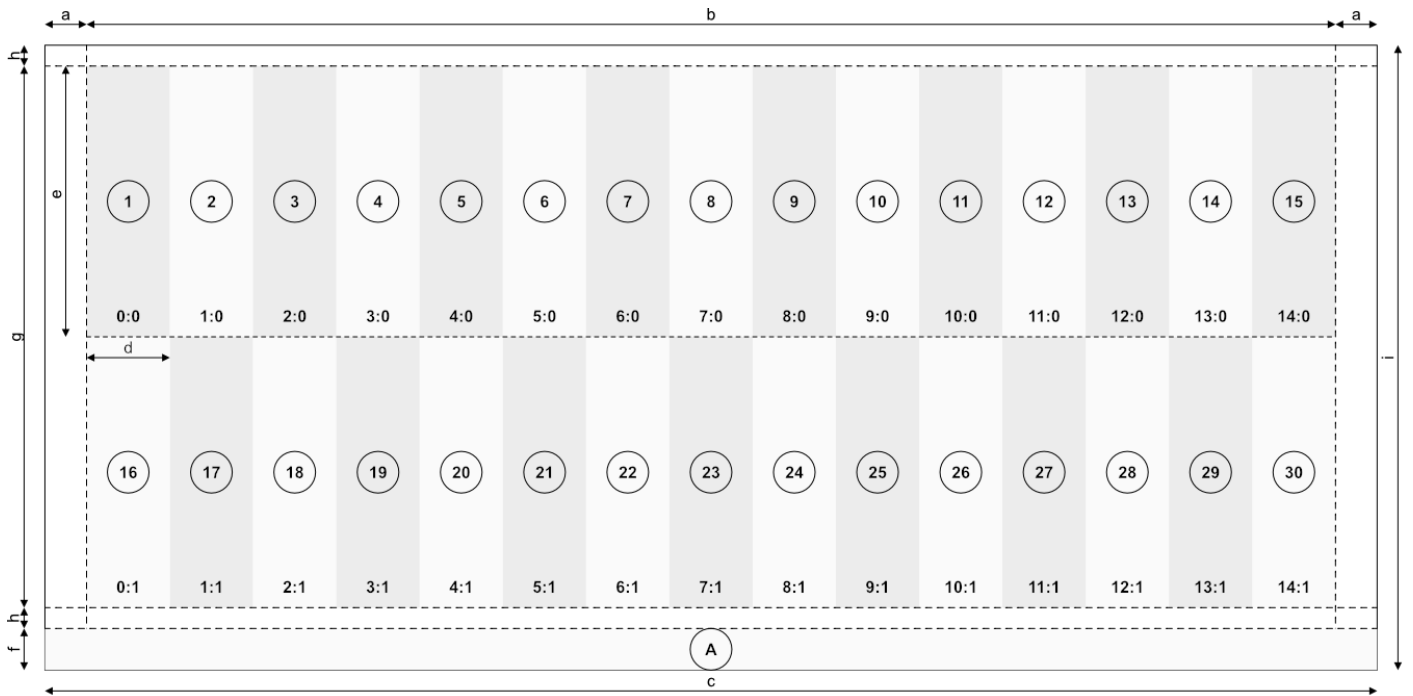 a b a
h
1 2 3 4 5 6 7 8 9 10 11 12 13 14 15
e
0:0 1:0 2:0 3:0 4:0 5:0 6:0 7:0 8:0 9:0 10:0 11:0 12:0 13:0 14:0
g
d
i
16 17 18 19 20 21 22 23 24 25 26 27 28 29 30
0:1 1:1 2:1 3:1 4:1 5:1 6:1 7:1 8:1 9:1 10:1 11:1 12:1 13:1 14:1
h
f A
c